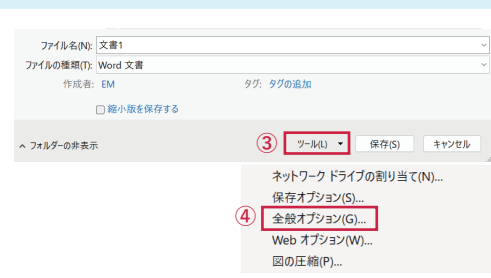 ファイル名(N): 文書1
ファイルの種類(T): Word 文書
作成者: EM タグ: タグの追加
縮小版を保存する
フォルダーの非表示 ③ ツール(L) 保存(S) キャンセル
ネットワーク ドライブの割り当て(N)...
保存オプション(S)...
④ 全般オプション(G)...
Web オプション(W)...
図の圧縮(P)...